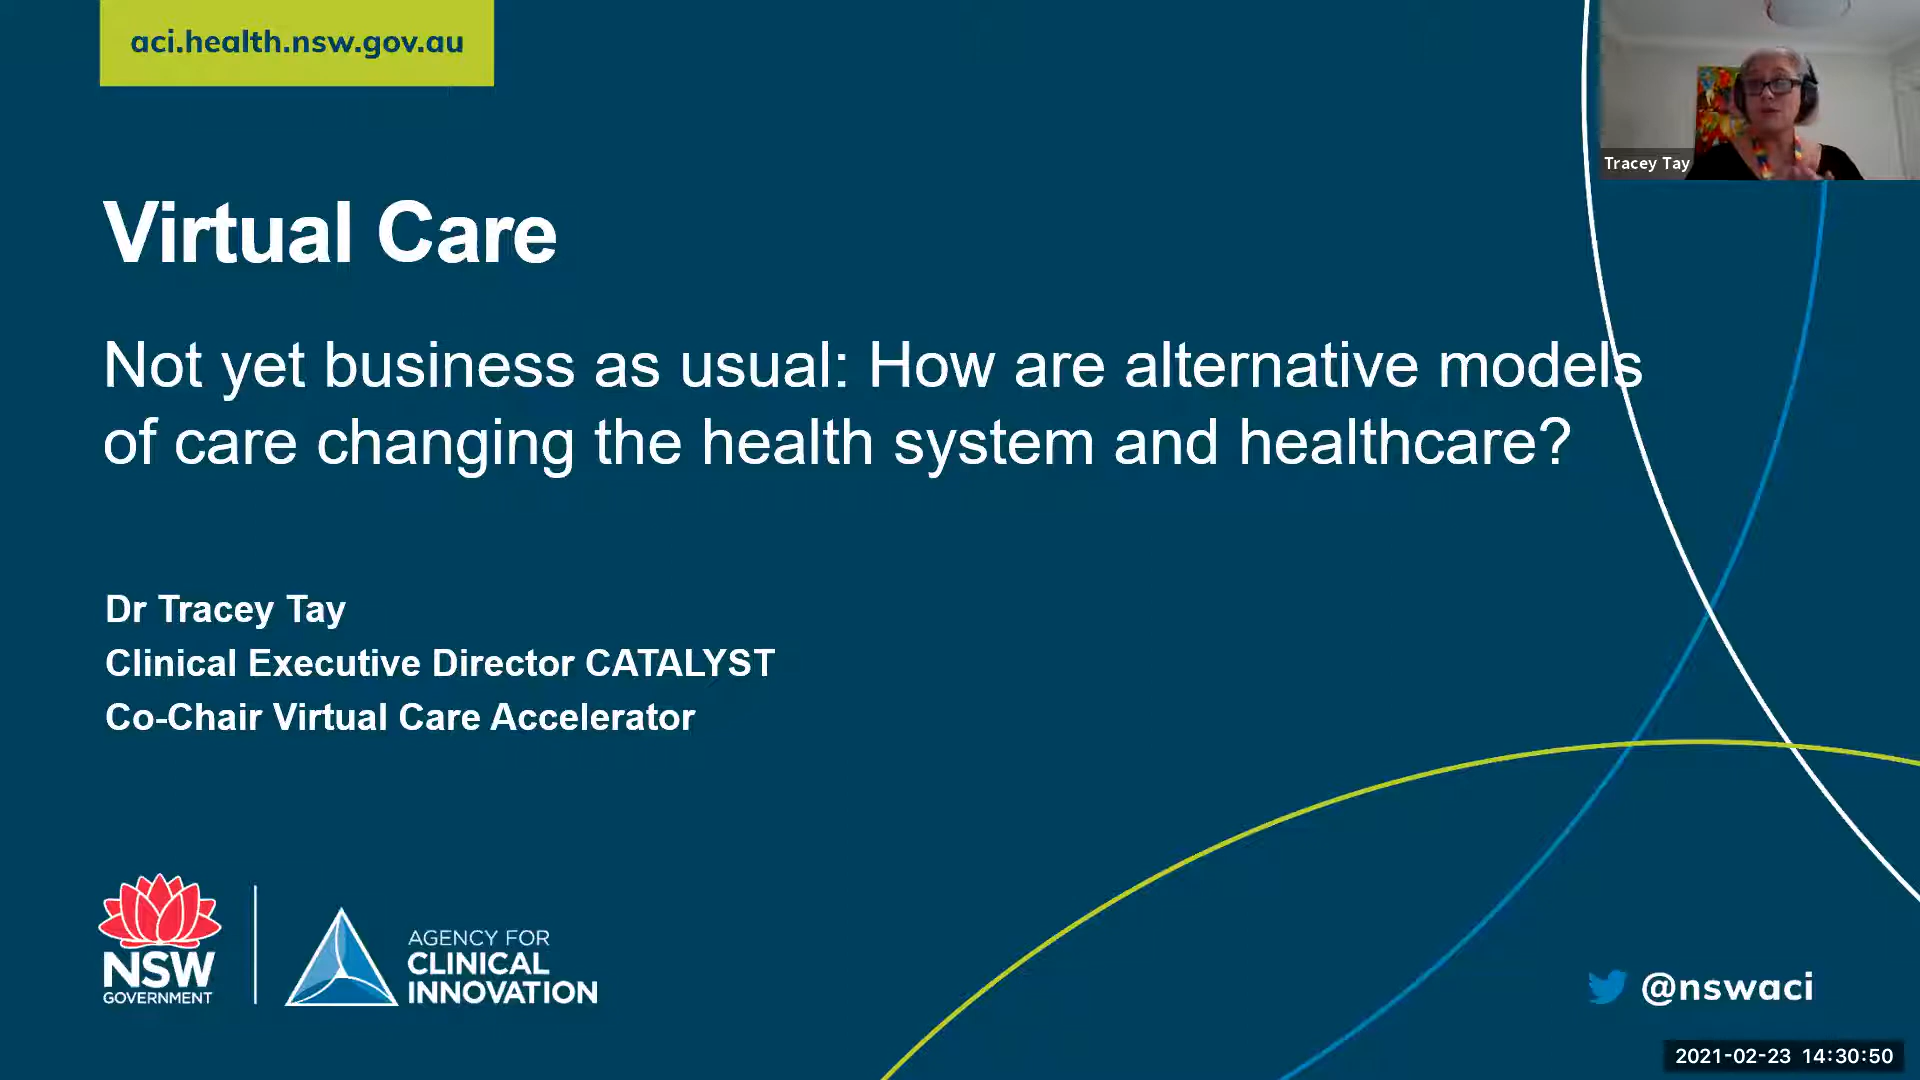 aci.health.nsw.gov.au
Tracey Tay
Virtual Care
Not yet business as usual: How are alternative models
of care changing the health system and healthcare?
Dr Tracey Tay
Clinical Executive Director CATALYST
Co-Chair Virtual Care Accelerator
NSW
GOVERNMENT
AGENCY FOR
CLINICAL
INNOVATION
@nswaci
2021-02-23 14:30:50